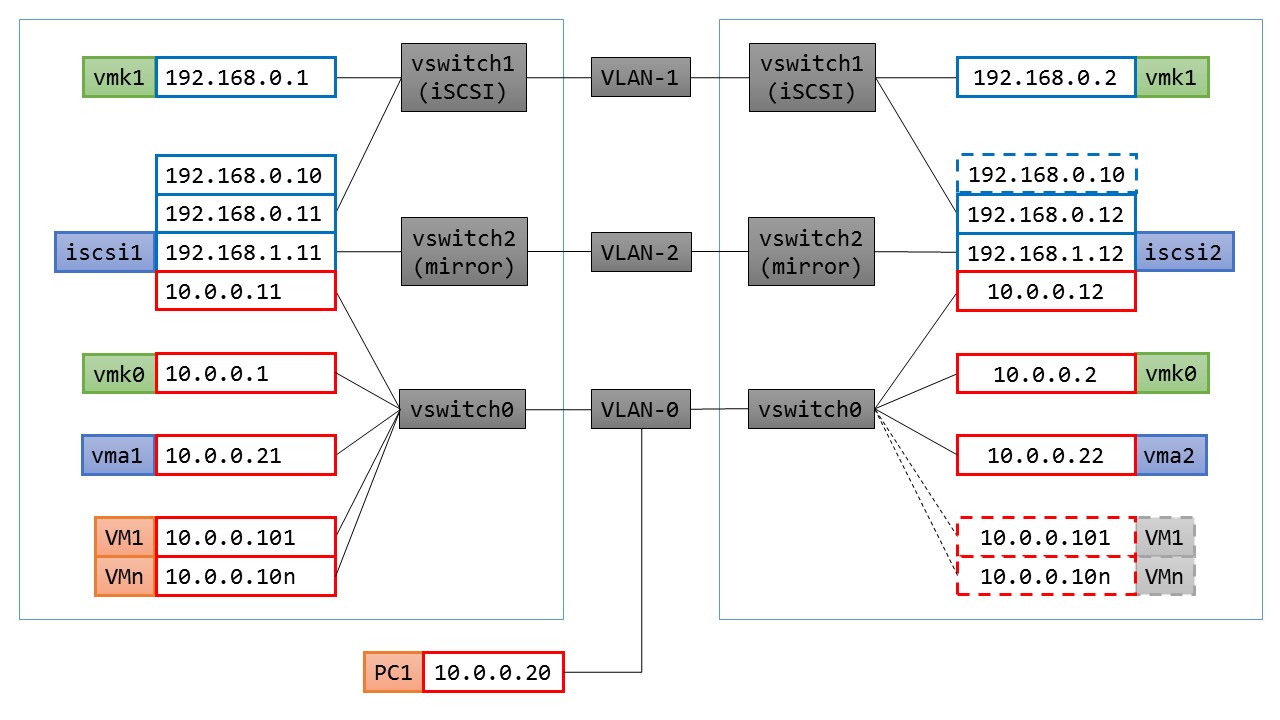 vmk1 192.168.0.1
vswitch1
(iSCSI)
VLAN-1
vswitch1
(iSCSI)
192.168.0.2 vmk1
192.168.0.10
192.168.0.11
iscsi1 192.168.1.11
10.0.0.11
vswitch2
(mirror)
VLAN-2
vswitch2
(mirror)
192.168.0.10
192.168.0.12
192.168.1.12 iscsi2
10.0.0.12
vmk0 10.0.0.1
vswitch0
VLAN-0
vswitch0
10.0.0.2 vmk0
vma1 10.0.0.21
10.0.0.22 vma2
VM1 10.0.0.101
VMn 10.0.0.10n
10.0.0.101 VM1
10.0.0.10n VMn
PC1 10.0.0.20